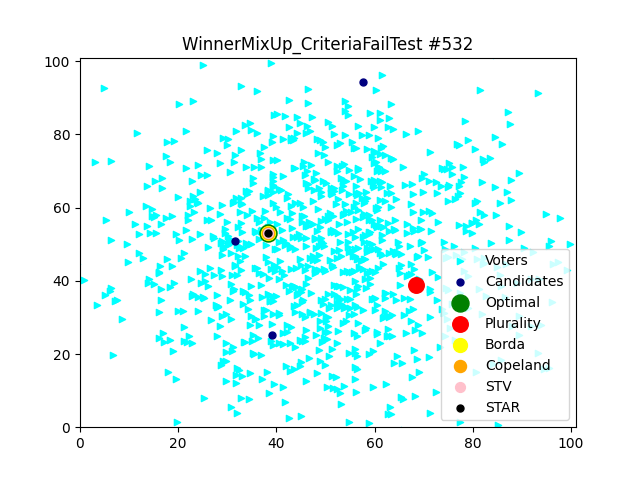 WinnerMixUp_CriteriaFailTest #532
100
80
60
40
20
0
0 20 40 60 80 100
Voters
Candidates
Optimal
Plurality
Borda
Copeland
STV
STAR